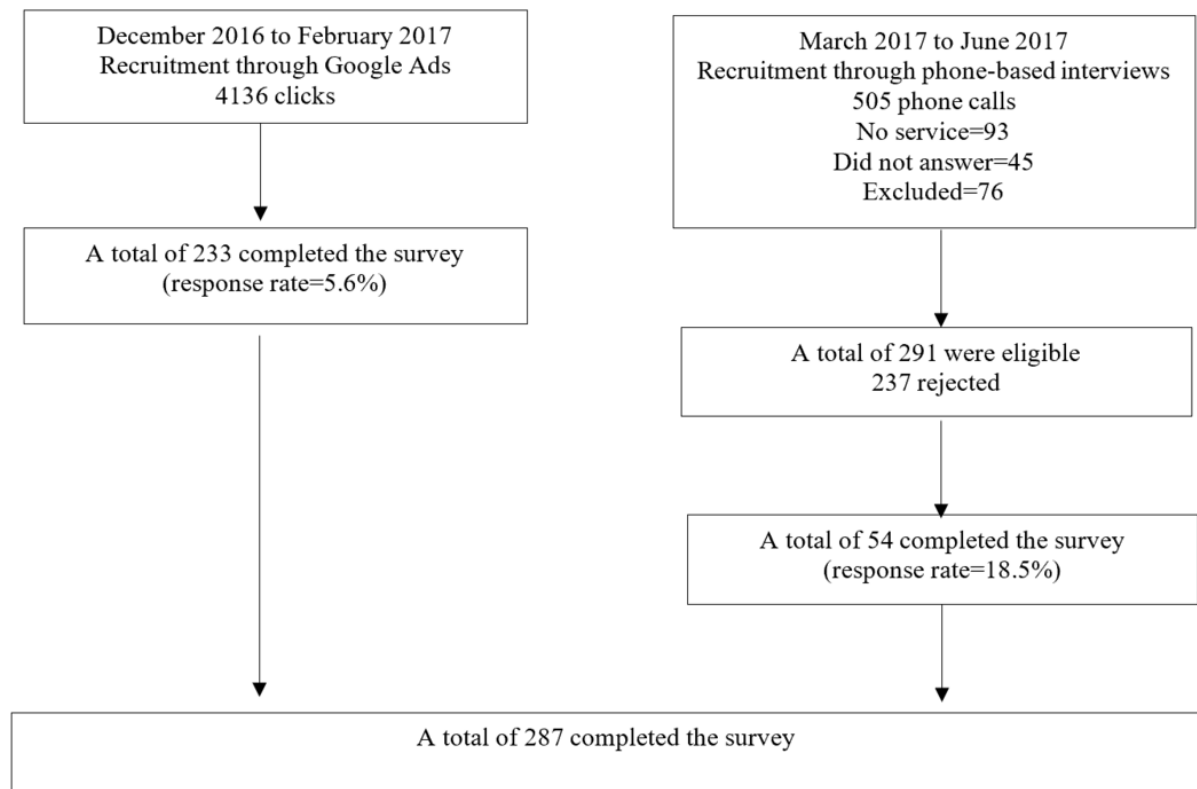 December 2016 to February 2017
Recruitment through Google Ads
4136 clicks
March 2017 to June 2017
Recruitment through phone-based interviews
505 phone calls
No service=93
Did not answer=45
Excluded=76
A total of 233 completed the survey
(response rate=5.6%)
A total of 291 were eligible
237 rejected
A total of 54 completed the survey
(response rate=18.5%)
A total of 287 completed the survey